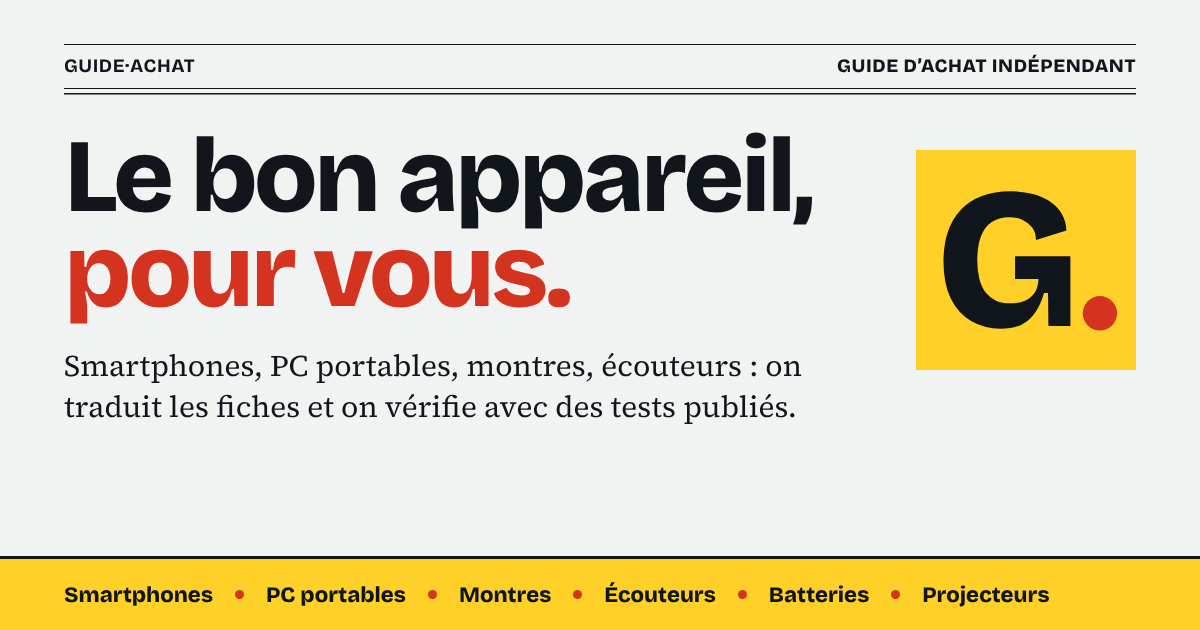 GUIDE·ACHAT
GUIDE D’ACHAT INDÉPENDANT
Le bon appareil,
pour vous.
G.
Smartphones, PC portables, montres, écouteurs : on
traduit les fiches et on vérifie avec des tests publiés.
Smartphones • PC portables • Montres • Écouteurs • Batteries • Projecteurs